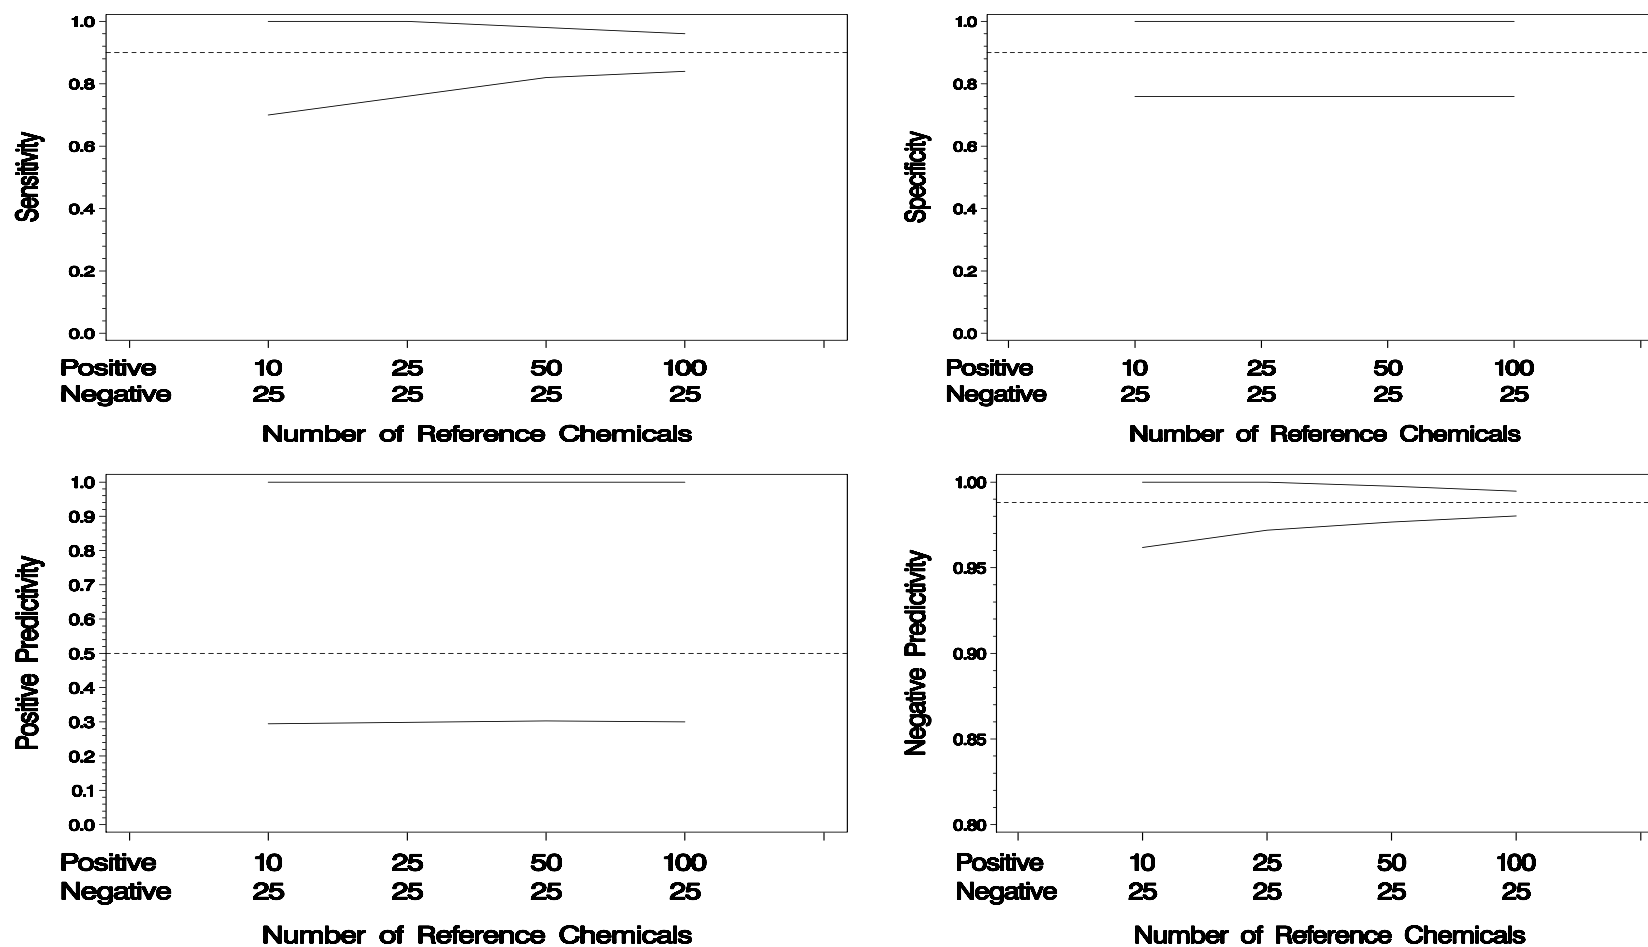 Sensitivity
1.0
0.8
0.6
0.4
0.2
0.0
Positive 10 25 50 100
Negative 25 25 25 25
Number of Reference Chemicals
Specificity
1.0
0.8
0.6
0.4
0.2
0.0
Positive 10 25 50 100
Negative 25 25 25 25
Number of Reference Chemicals
Positive Predictivity
1.0
0.9
0.8
0.7
0.6
0.5
0.4
0.3
0.2
0.1
0.0
Positive 10 25 50 100
Negative 25 25 25 25
Number of Reference Chemicals
Negative Predictivity
1.00
0.95
0.90
0.85
0.80
Positive 10 25 50 100
Negative 25 25 25 25
Number of Reference Chemicals